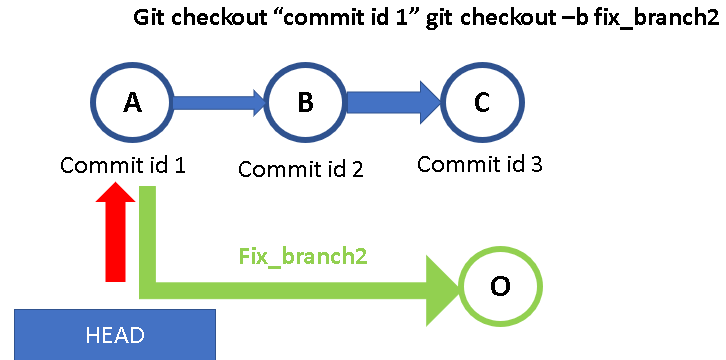 Git checkout “commit id 1” git checkout –b fix_branch2
A
B
C
Commit id 1
Commit id 2
Commit id 3
Fix_branch2
O
HEAD